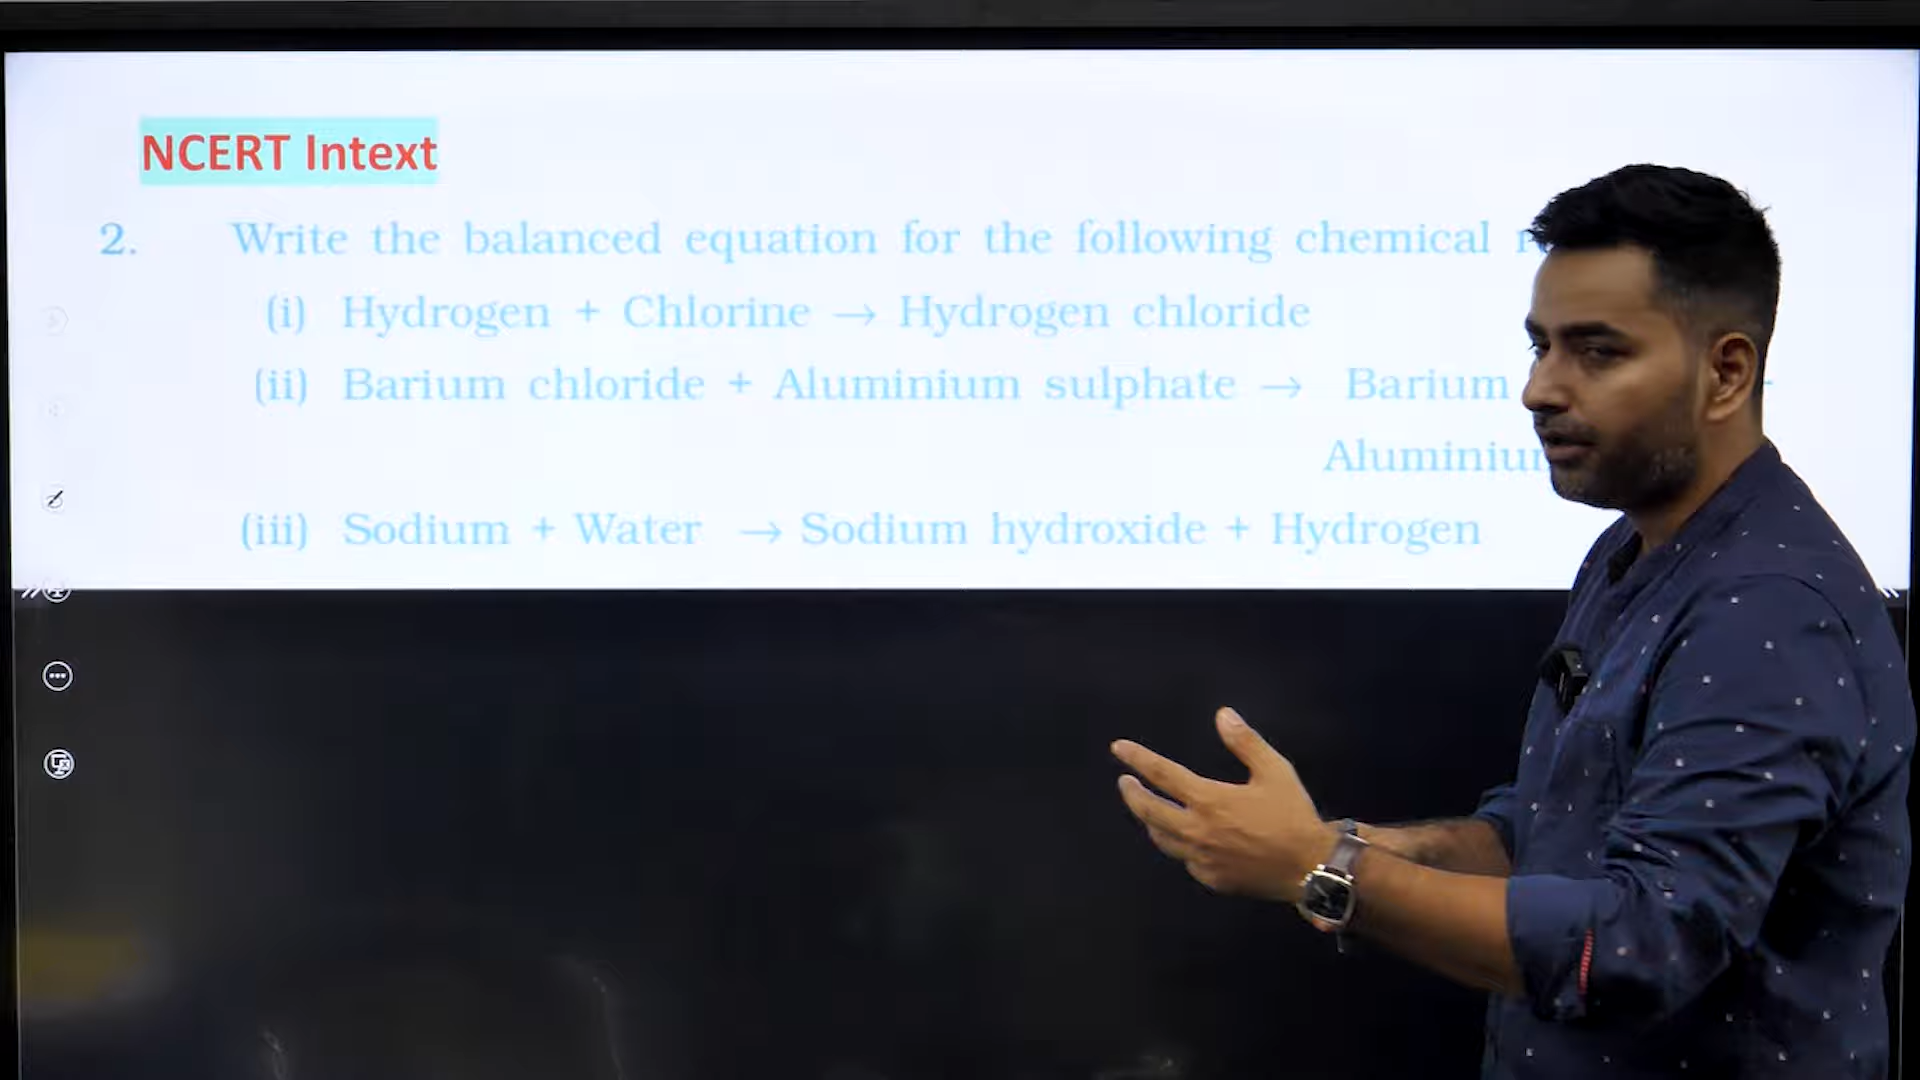 NCERT Intext
2. Write the balanced equation for the following chemical
(i) Hydrogen + Chlorine → Hydrogen chloride
(ii) Barium chloride + Aluminium sulphate → Barium
(iii) Sodium + Water → Sodium hydroxide + Hydrogen